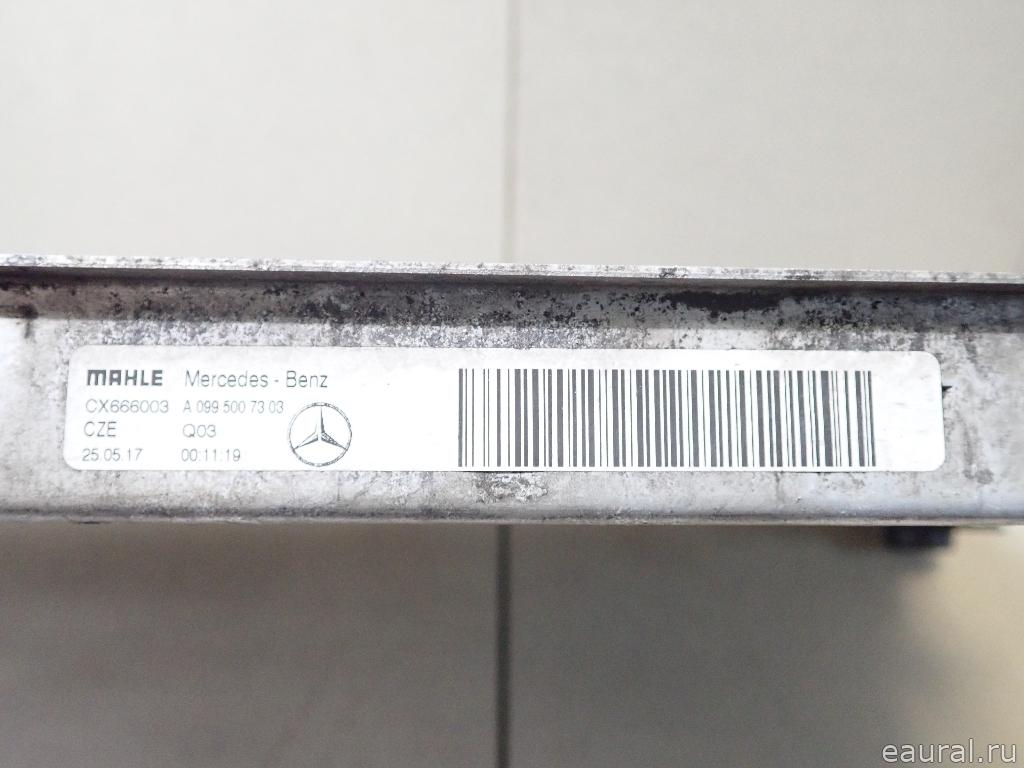 MAHLE Mercedes - Benz
CX666003 A 099 500 73 03
CZE Q03
25.05.17 00:11:19
eaural.ru